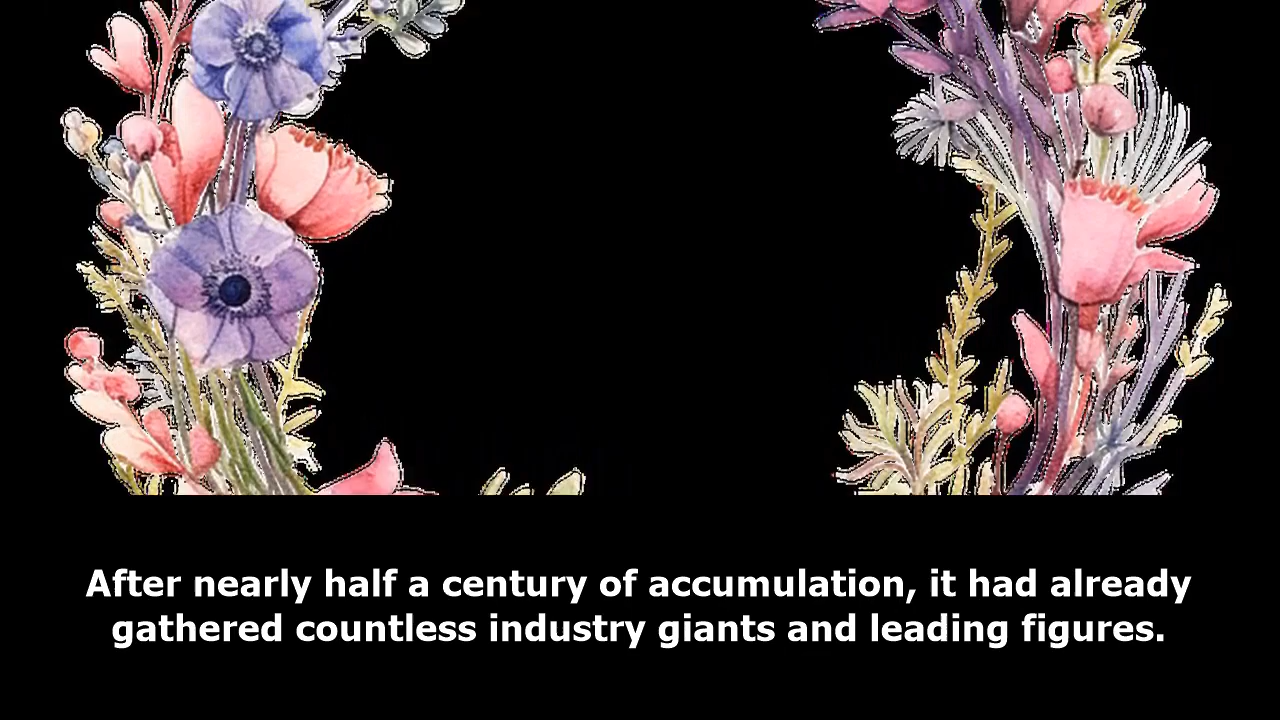 After nearly half a century of accumulation, it had already
gathered countless industry giants and leading figures.